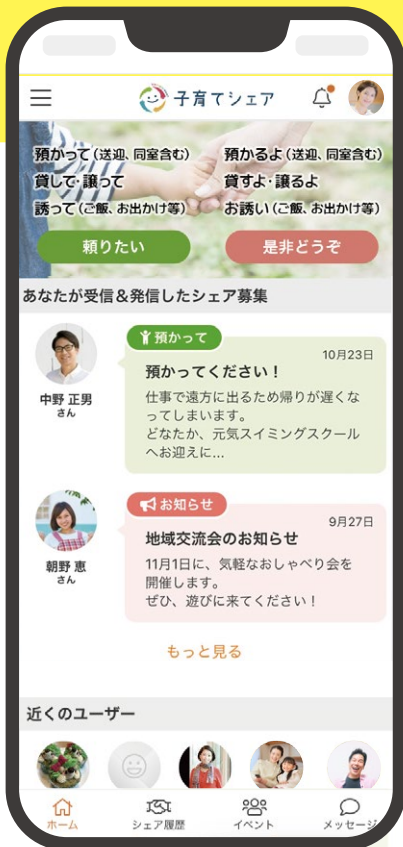 子育てシェア
預かって（送迎、同室含む）
貸して・譲って
誘って（ご飯、お出かけ等）
頼りたい
預かるよ（送迎、同室含む）
貸すよ・譲るよ
お誘い（ご飯、お出かけ等）
是非どうぞ
あなたが受信＆発信したシェア募集
中野 正男
さん
預かって
10月23日
預かってください！
仕事で遠方に出るため帰りが遅くな
ってしまいます。
どなたか、元気スイミングスクール
へお迎えに...
朝野 恵
さん
お知らせ
9月27日
地域交流会のお知らせ
11月1日に、気軽なおしゃべり会を
開催します。
ぜひ、遊びに来てください！
もっと見る
近くのユーザー
ホーム
シェア履歴
イベント
メッセージ